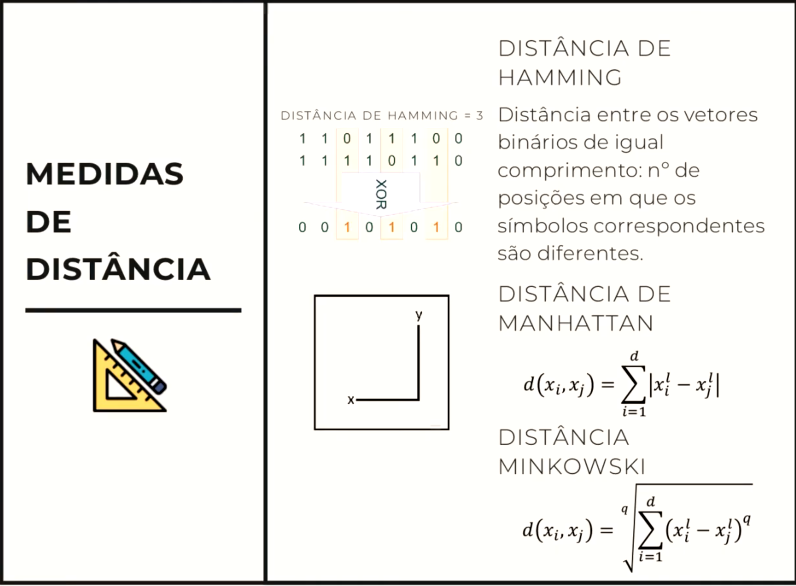 MEDIDAS
DE
DISTÂNCIA
DISTÂNCIA DE HAMMING = 3
1 1 0 1 1 1 0 0
1 1 1 1 0 1 1 0
XOR
0 0 1 0 1 0 1 0
y
x
DISTÂNCIA DE
HAMMING
Distância entre os vetores
binários de igual
comprimento: nº de
posições em que os
símbolos correspondentes
são diferentes.
DISTÂNCIA DE
MANHATTAN
d(x_i, x_j) = ∑_{i=1}^{d} |x_i^l − x_j^l|
DISTÂNCIA
MINKOWSKI
d(x_i, x_j) = \sqrt[q]{∑_{i=1}^{d} (x_i^l − x_j^l)^q}